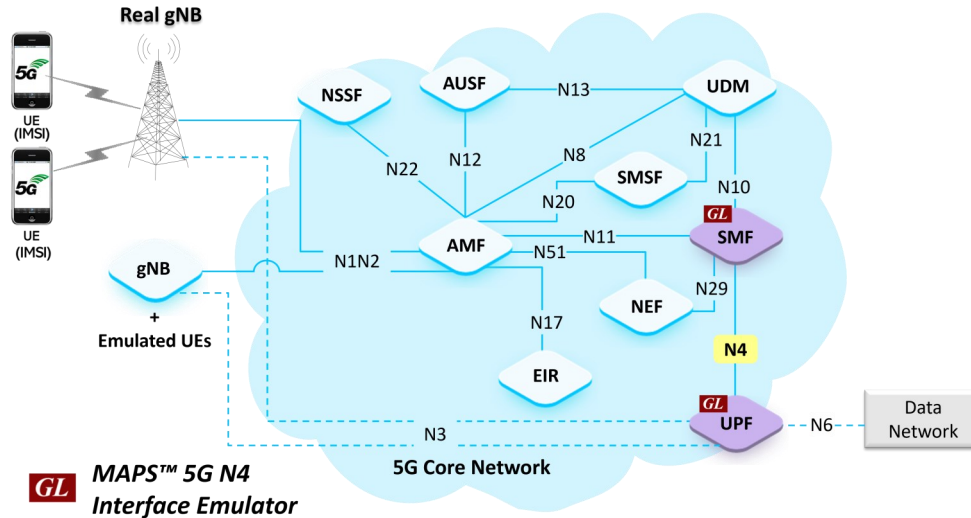 Real gNB
5G
UE
(IMSI)
5G
UE
(IMSI)
NSSF
AUSF
N13
UDM
N22
N12
N8
N21
SMSF
N20
N10
GL
SMF
AMF
N11
N1N2
N51
gNB
+
Emulated UEs
N29
NEF
N17
N4
EIR
GL
UPF
N6
Data
Network
N3
5G Core Network
GL
MAPS™ 5G N4
Interface Emulator